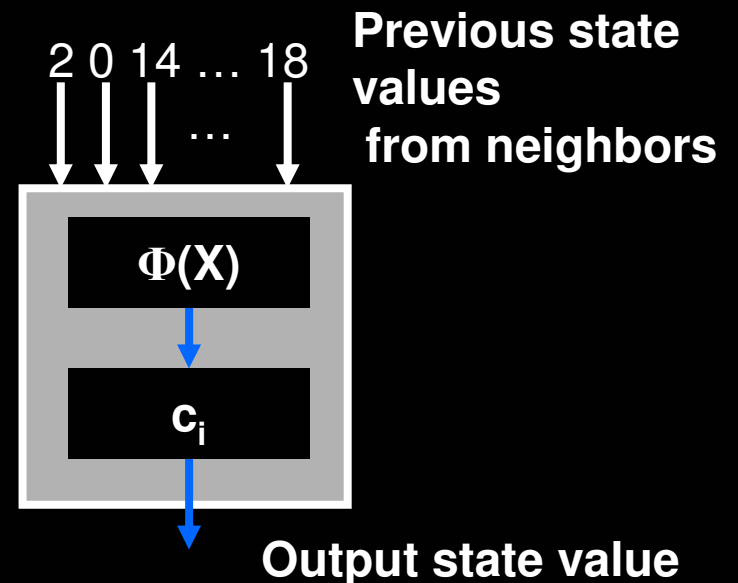 2 0 14 … 18
Previous state
values
from neighbors
…
Φ(X)
cᵢ
Output state value